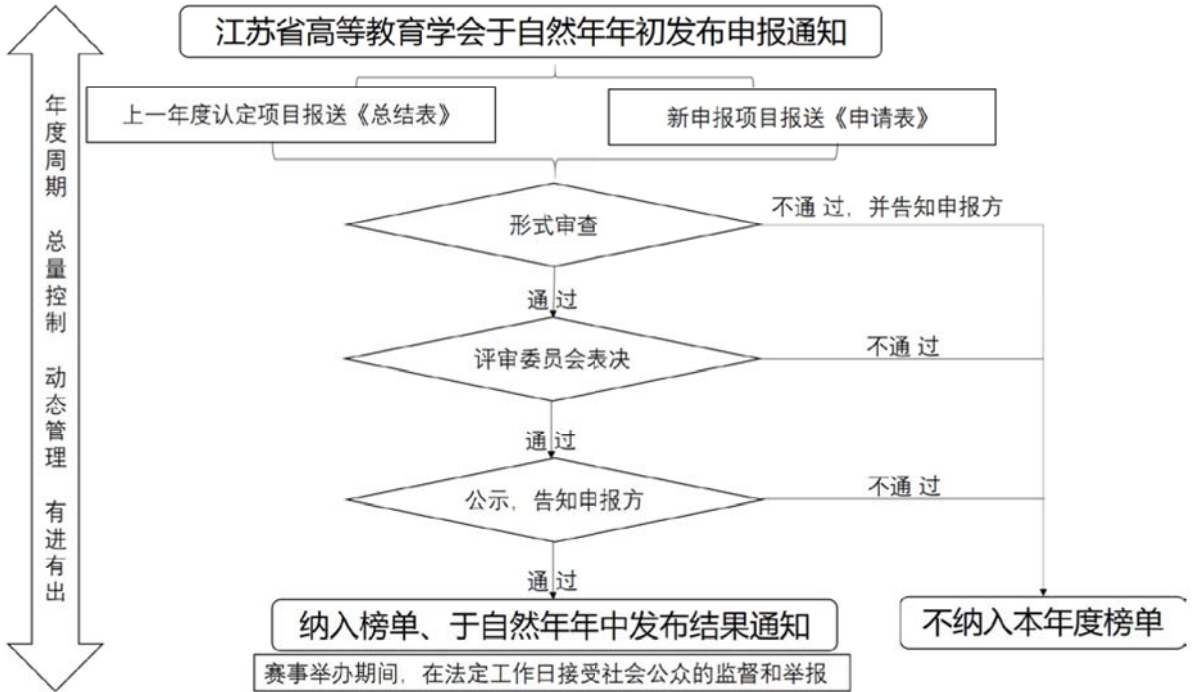 江苏省高等教育学会于自然年年初发布申报通知
上一年度认定项目报送《总结表》
新申报项目报送《申请表》
形式审查
不通 过，并告知申报方
通 过
评审委员会表决
不通 过
通 过
公示，告知申报方
不通 过
通 过
纳入榜单、于自然年年中发布结果通知
不纳入本年度榜单
赛事举办期间，在法定工作日接受社会公众的监督和举报
年度周期 总量控制 动态管理 有进有出